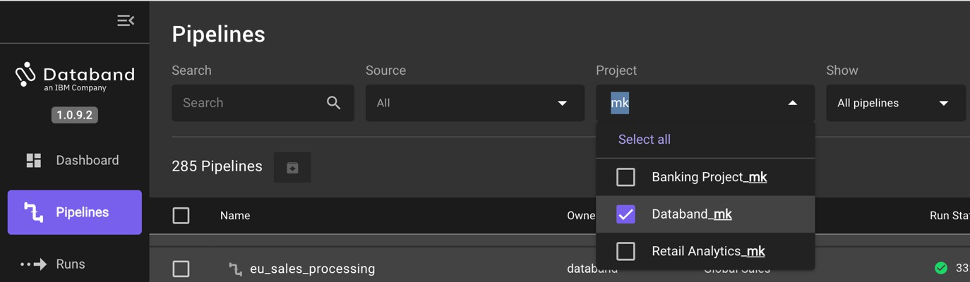 Pipelines
Databand
an IBM Company
1.0.9.2
Dashboard
Pipelines
Runs
Search
Source
Project
Show
Search
All
mk
All pipelines
Select all
285 Pipelines
Banking Project_mk
Databand_mk
Retail Analytics_mk
Name
Owne
Run Sta
eu_sales_processing
databand
Global Sales
33